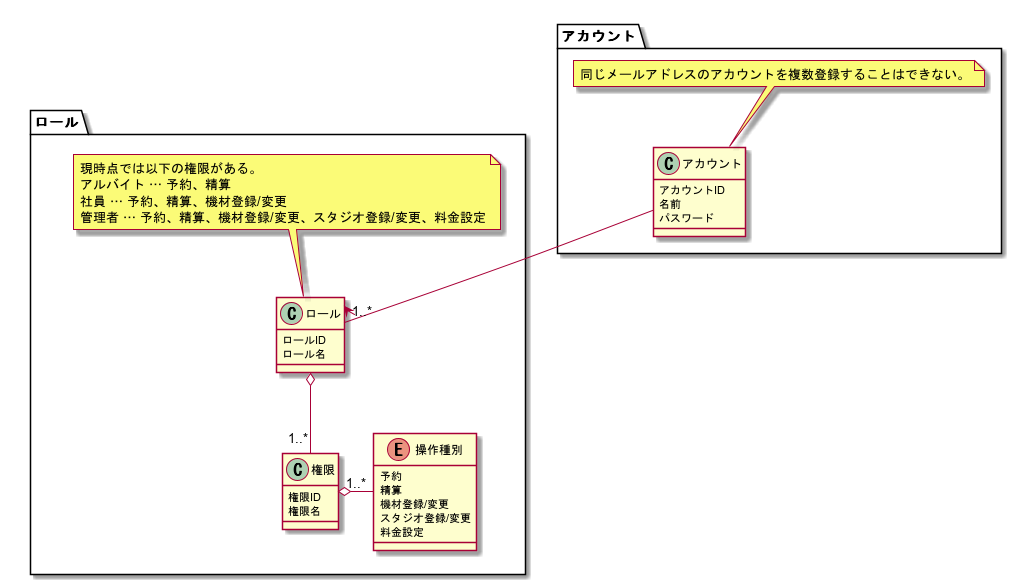 アカウント
同じメールアドレスのアカウントを複数登録することはできない。
C アカウント
アカウントID
名前
パスワード
ロール
現時点では以下の権限がある。
アルバイト … 予約、精算
社員 … 予約、精算、機材登録/変更
管理者 … 予約、精算、機材登録/変更、スタジオ登録/変更、料金設定
C ロール
1..*
ロールID
ロール名
1..*
C 権限
権限ID
権限名
1..*
E 操作種別
予約
精算
機材登録/変更
スタジオ登録/変更
料金設定